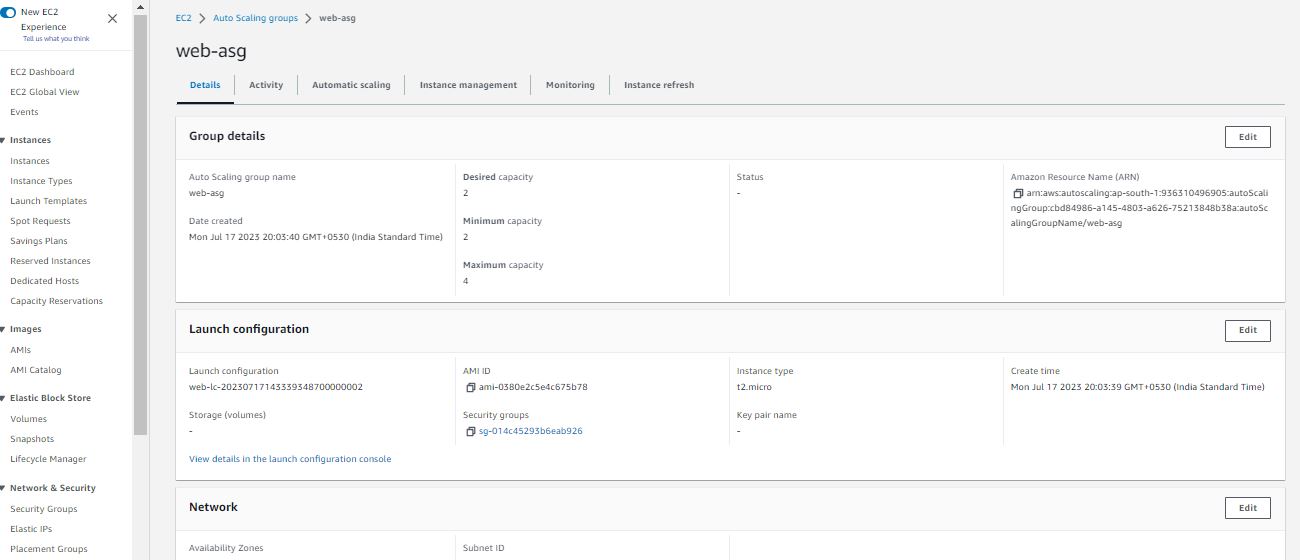 New EC2
Experience
Tell us what you think
EC2 Dashboard
EC2 Global View
Events
Instances
Instances
Instance Types
Launch Templates
Spot Requests
Savings Plans
Reserved Instances
Dedicated Hosts
Capacity Reservations
Images
AMIs
AMI Catalog
Elastic Block Store
Volumes
Snapshots
Lifecycle Manager
Network & Security
Security Groups
Elastic IPs
Placement Groups
EC2 > Auto Scaling groups > web-asg
web-asg
Details Activity Automatic scaling Instance management Monitoring Instance refresh
Group details
Edit
Auto Scaling group name
web-asg
Date created
Mon Jul 17 2023 20:03:40 GMT+0530 (India Standard Time)
Desired capacity
2
Minimum capacity
2
Maximum capacity
4
Status
-
Amazon Resource Name (ARN)
arn:aws:autoscaling:ap-south-1:936310496905:autoScali
ngGroup:cbd84986-a145-4803-a626-75213848b38a:autoSc
alingGroupName/web-asg
Launch configuration
Edit
Launch configuration
web-lc-20230717143339348700000002
Storage (volumes)
-
View details in the launch configuration console
AMI ID
ami-0380e2c5e4c675b78
Security groups
sg-014c45293b6eab926
Instance type
t2.micro
Key pair name
-
Create time
Mon Jul 17 2023 20:03:39 GMT+0530 (India Standard Time)
Network
Edit
Availability Zones
Subnet ID